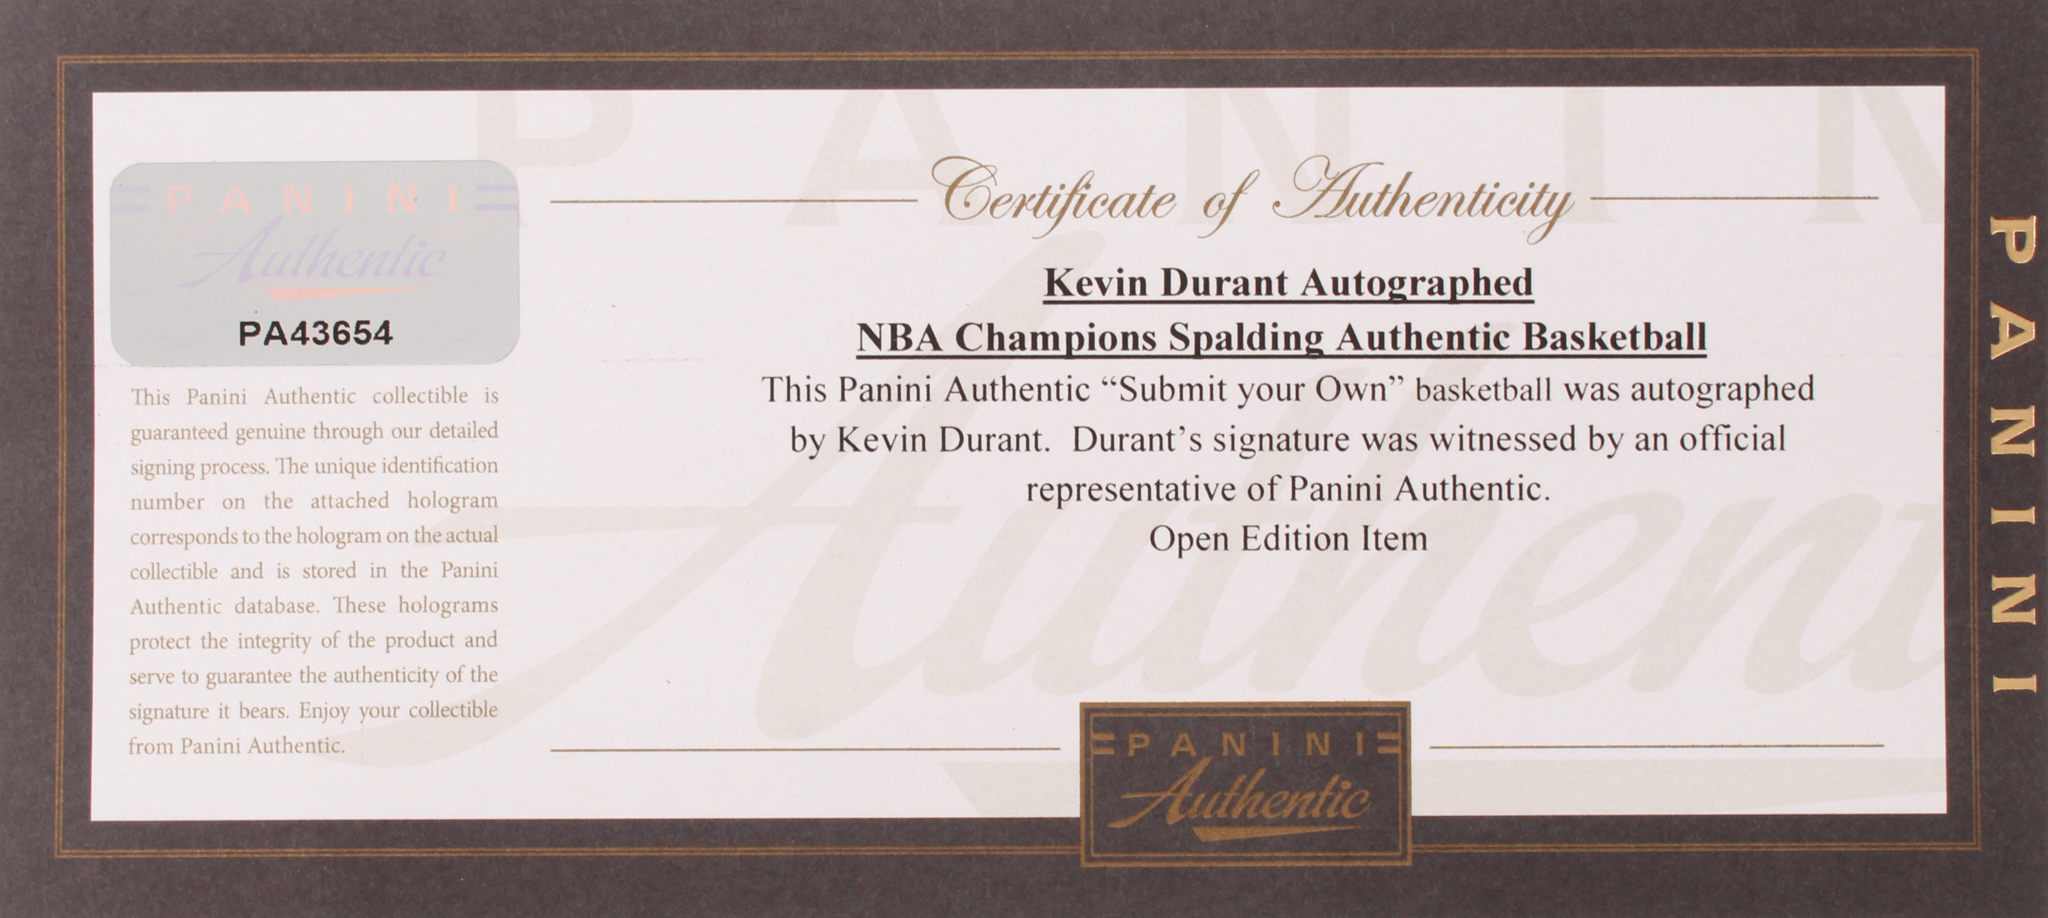 PANINI
Authentic
PA43654
This Panini Authentic collectible is
guaranteed genuine through our detailed
signing process. The unique identification
number on the attached hologram
corresponds to the hologram on the actual
collectible and is stored in the Panini
Authentic database. These holograms
protect the integrity of the product and
serve to guarantee the authenticity of the
signature it bears. Enjoy your collectible
from Panini Authentic.
PANIN
Authent
Certificate of Authenticity
Kevin Durant Autographed
NBA Champions Spalding Authentic Basketball
This Panini Authentic “Submit your Own” basketball was autographed
by Kevin Durant.  Durant’s signature was witnessed by an official
representative of Panini Authentic.
Open Edition Item
PANINI
Authentic
PANINI